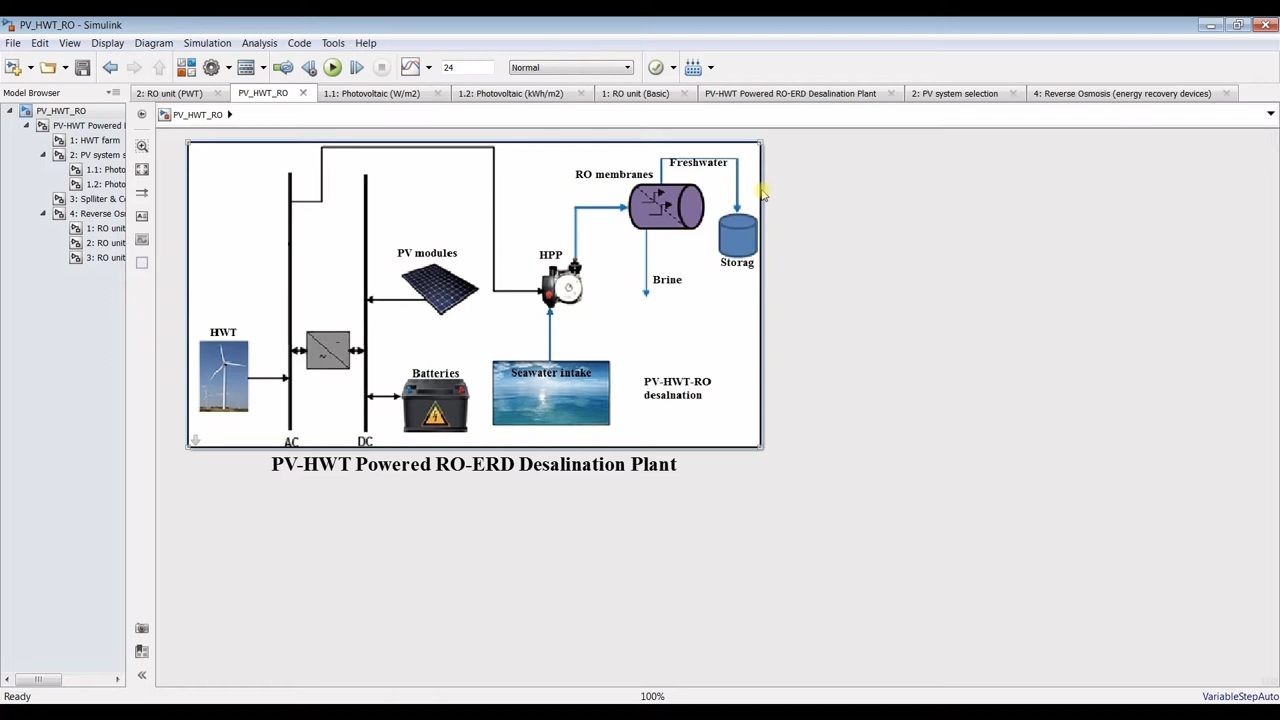 PV_HWT_RO - Simulink
File Edit View Display Diagram Simulation Analysis Code Tools Help
24 Normal
Model Browser
2: RO unit (PWT)
PV_HWT_RO
1.1: Photovoltaic (W/m2)
1.2: Photovoltaic (kWh/m2)
1: RO unit (Basic)
PV-HWT Powered RO-ERD Desalination Plant
2: PV system selection
4: Reverse Osmosis (energy recovery devices)
PV_HWT_RO
PV-HWT Powered I
1: HWT farm
2: PV system s
1.1: Photo
1.2: Photo
3: Splliter & C
4: Reverse Osn
1: RO unit
2: RO unit
3: RO unit
PV_HWT_RO
Freshwater
RO membranes
PV modules
HPP
Storag
Brine
HWT
Batteries
Seawater intake
PV-HWT-RO
desalnation
AC
DC
PV-HWT Powered RO-ERD Desalination Plant
Ready
100%
VariableStepAuto